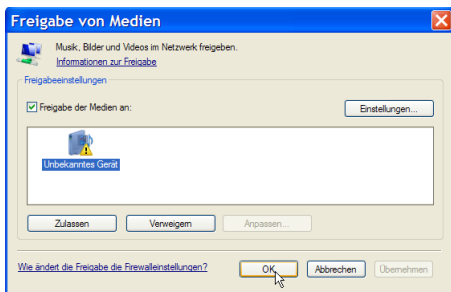 Freigabe von Medien
Musik, Bilder und Videos im Netzwerk freigeben.
Informationen zur Freigabe
Freigabeeinstellungen
Freigabe der Medien an:
Einstellungen...
Unbekanntes Gerät
Zulassen
Verweigern
Anpassen...
Wie ändert die Freigabe die Firewalleinstellungen?
OK
Abbrechen
Übernehmen